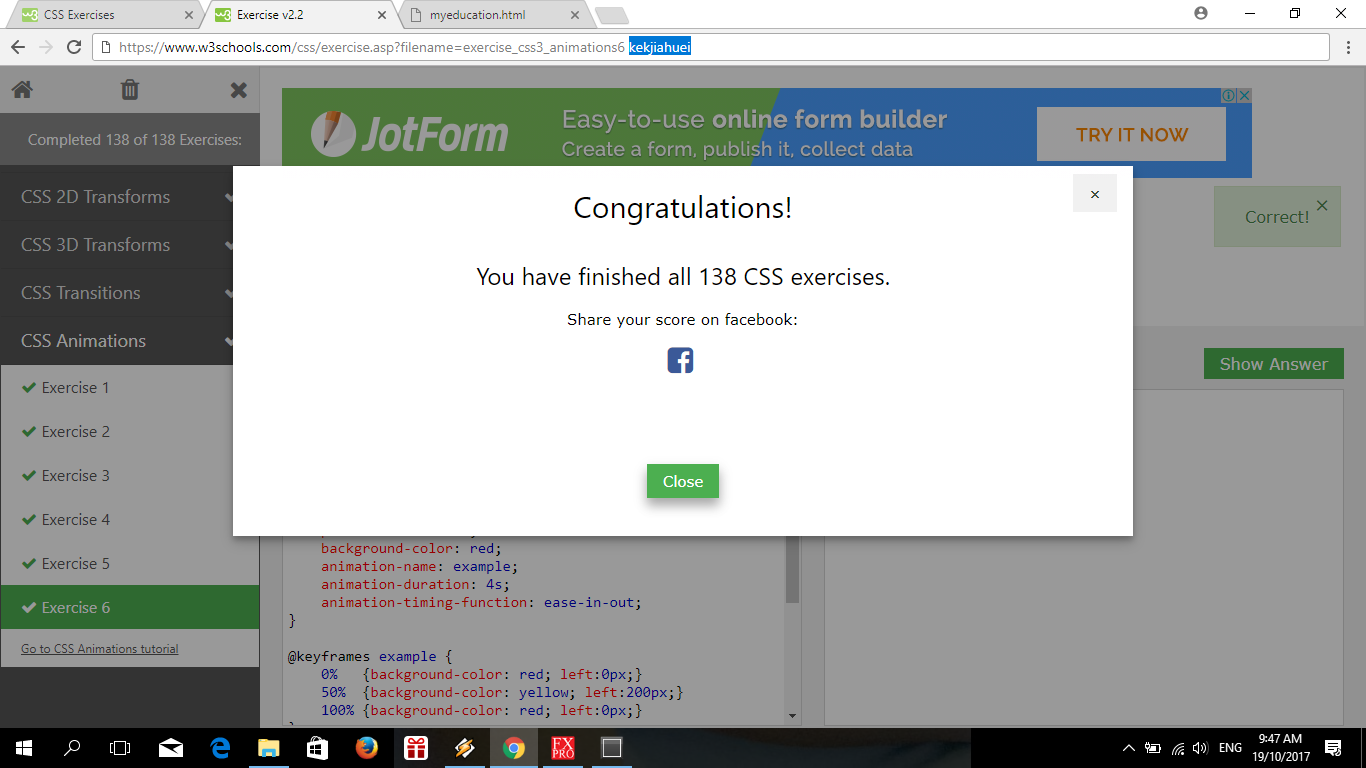 CSS Exercises
Exercise v2.2
myeducation.html
https://www.w3schools.com/css/exercise.asp?filename=exercise_css3_animations6 kekjiahuei
Completed 138 of 138 Exercises:
CSS 2D Transforms
CSS 3D Transforms
CSS Transitions
CSS Animations
Exercise 1
Exercise 2
Exercise 3
Exercise 4
Exercise 5
Exercise 6
Go to CSS Animations tutorial
JotForm
Easy-to-use online form builder
Create a form, publish it, collect data
TRY IT NOW
Correct!
Congratulations!
You have finished all 138 CSS exercises.
Share your score on facebook:
Close
Show Answer
background-color: red;
animation-name: example;
animation-duration: 4s;
animation-timing-function: ease-in-out;
}
@keyframes example {
0% {background-color: red; left:0px;}
50% {background-color: yellow; left:200px;}
100% {background-color: red; left:0px;}
FX
PRO
ENG
9:47 AM
19/10/2017